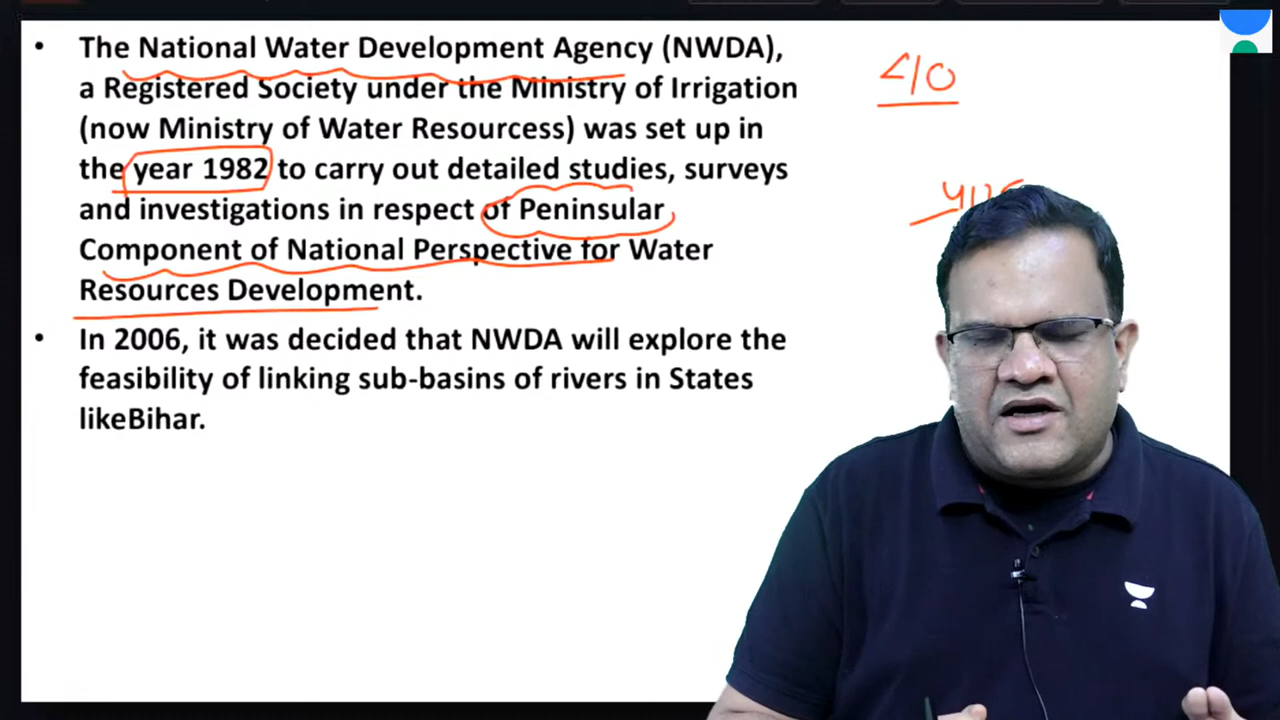 • The National Water Development Agency (NWDA),
a Registered Society under the Ministry of Irrigation
(now Ministry of Water Resourcess) was set up in
the year 1982 to carry out detailed studies, surveys
and investigations in respect of Peninsular
Component of National Perspective for Water
Resources Development.
• In 2006, it was decided that NWDA will explore the
feasibility of linking sub-basins of rivers in States
likeBihar.
<10